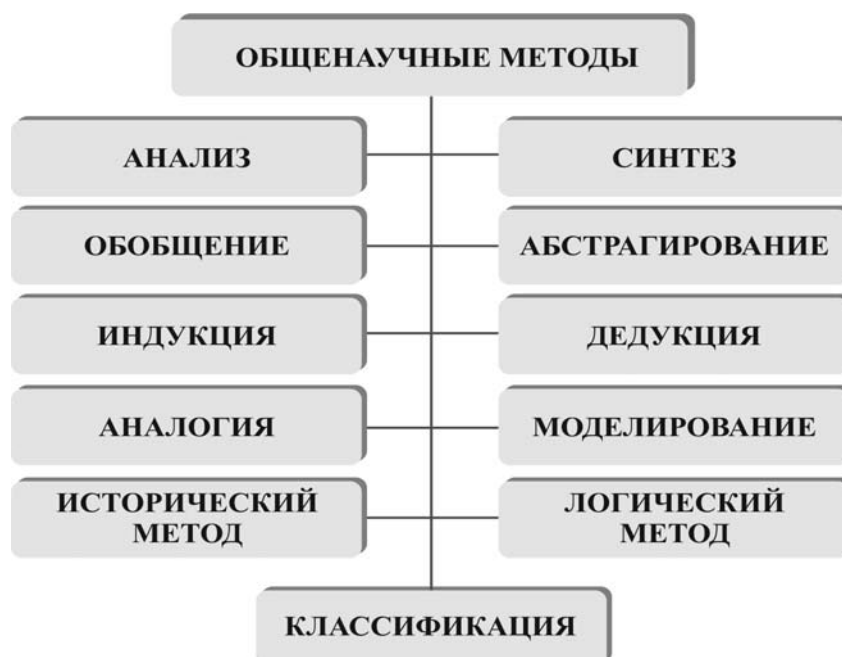 ОБЩЕНАУЧНЫЕ МЕТОДЫ
АНАЛИЗ
СИНТЕЗ
ОБОБЩЕНИЕ
АБСТРАГИРОВАНИЕ
ИНДУКЦИЯ
ДЕДУКЦИЯ
АНАЛОГИЯ
МОДЕЛИРОВАНИЕ
ИСТОРИЧЕСКИЙ
МЕТОД
ЛОГИЧЕСКИЙ
МЕТОД
КЛАССИФИКАЦИЯ